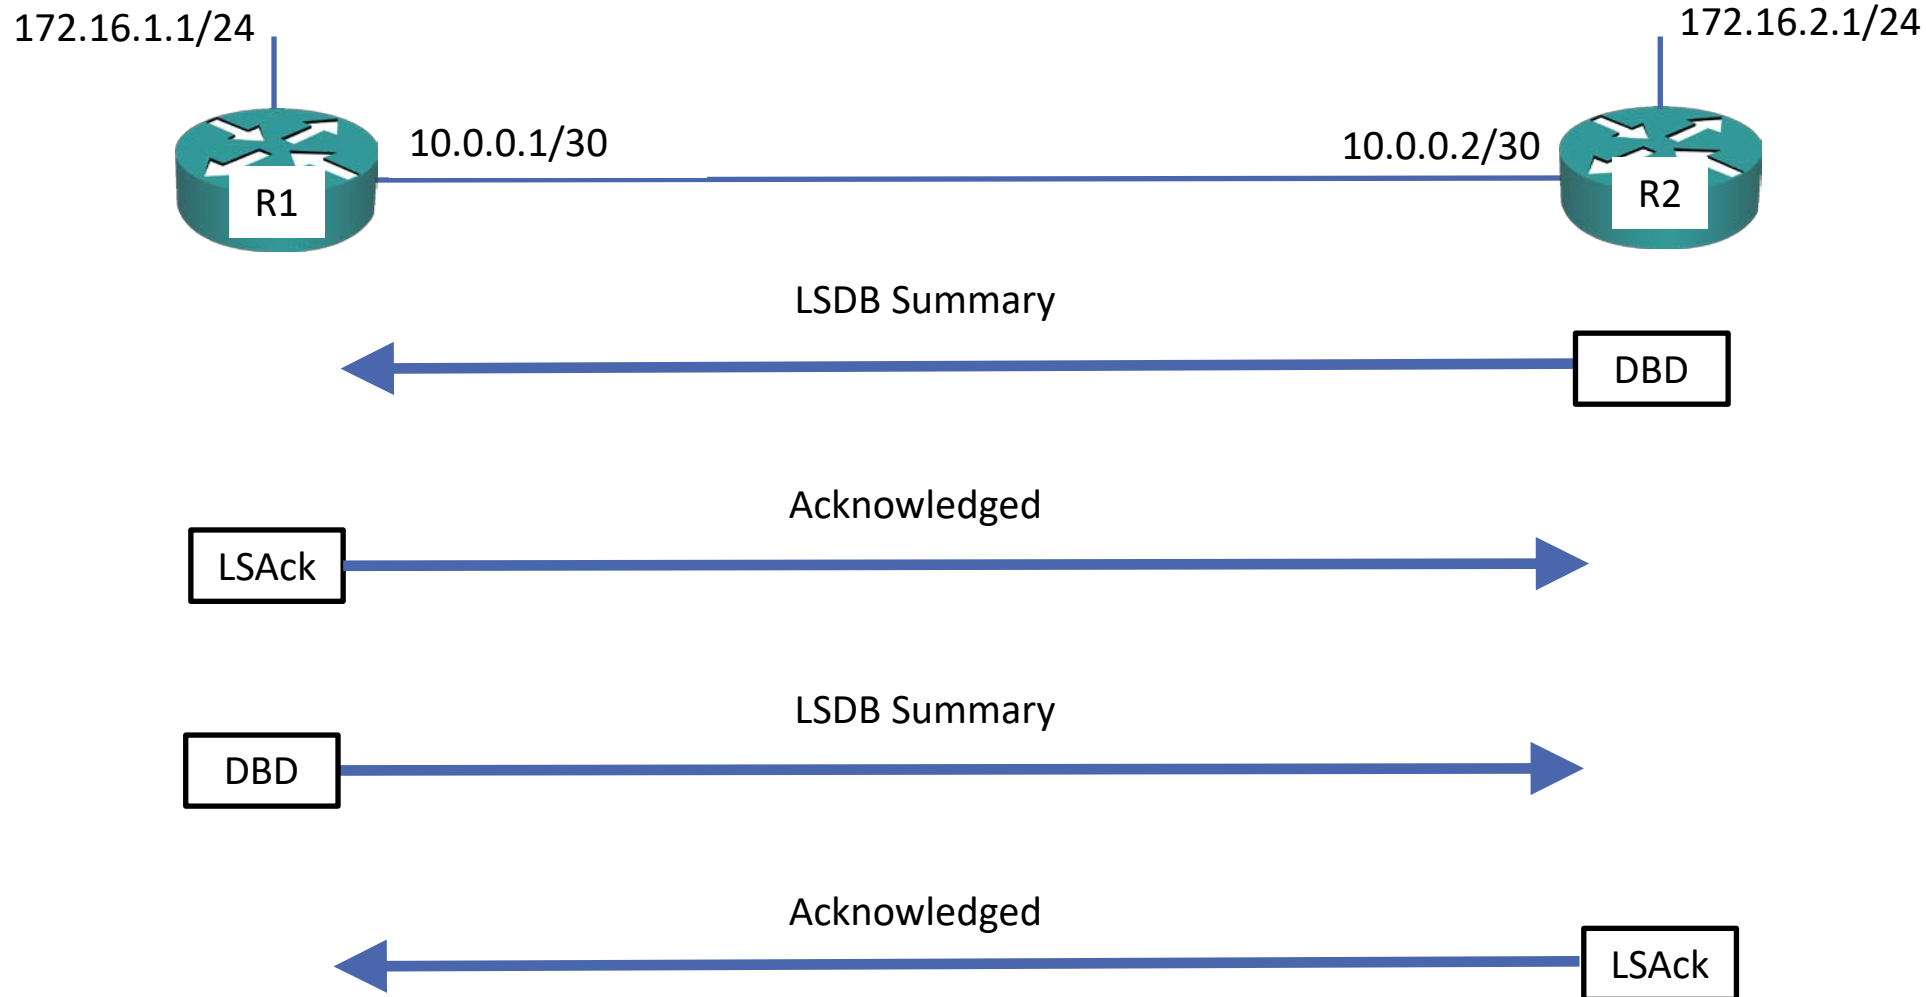 172.16.1.1/24
172.16.2.1/24
10.0.0.1/30
10.0.0.2/30
R1
R2
LSDB Summary
DBD
Acknowledged
LSAck
LSDB Summary
DBD
Acknowledged
LSAck